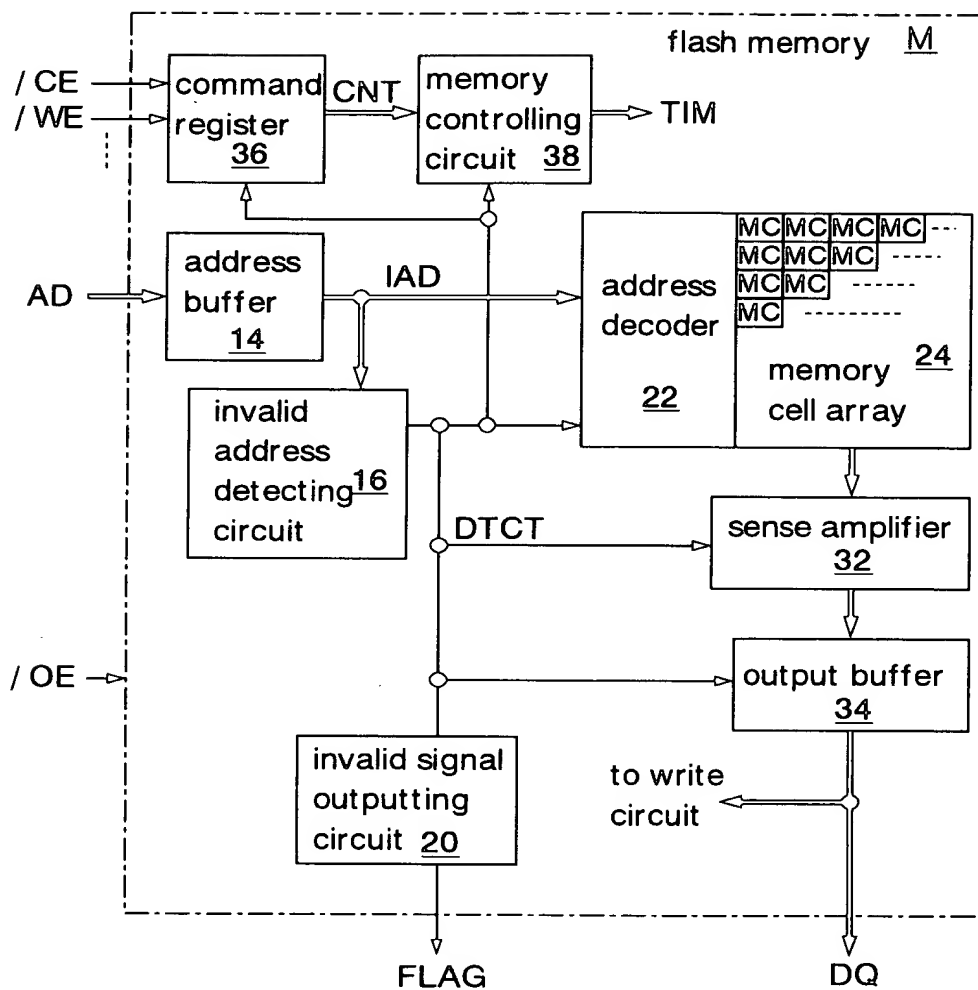 flash memory M
/ CE
/ WE
command
register
36
CNT
memory
controlling
circuit 38
TIM
AD
address
buffer
14
IAD
address
decoder
22
MC MC MC MC
MC MC MC
MC MC
MC
24
memory
cell array
invalid
address
detecting 16
circuit
DTCT
sense amplifier
32
/ OE
output buffer
34
invalid signal
outputting
circuit 20
to write
circuit
FLAG
DQ